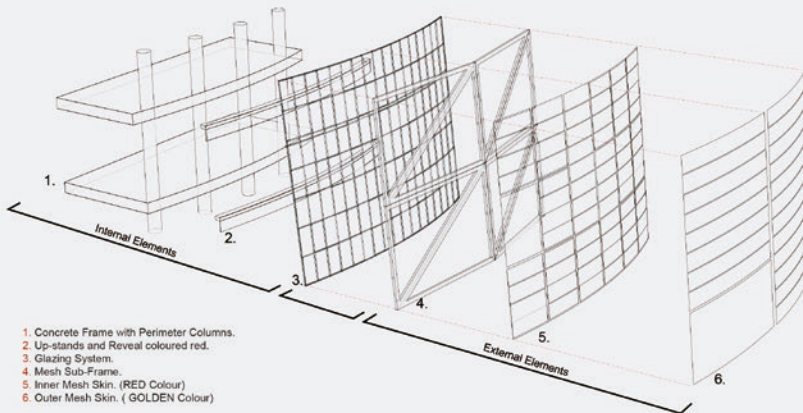 1.
Internal Elements
2.
3.
4.
5.
External Elements
6.
1. Concrete Frame with Perimeter Columns.
2. Up-stands and Reveal coloured red.
3. Glazing System.
4. Mesh Sub-Frame.
5. Inner Mesh Skin. (RED Colour)
6. Outer Mesh Skin. ( GOLDEN Colour)